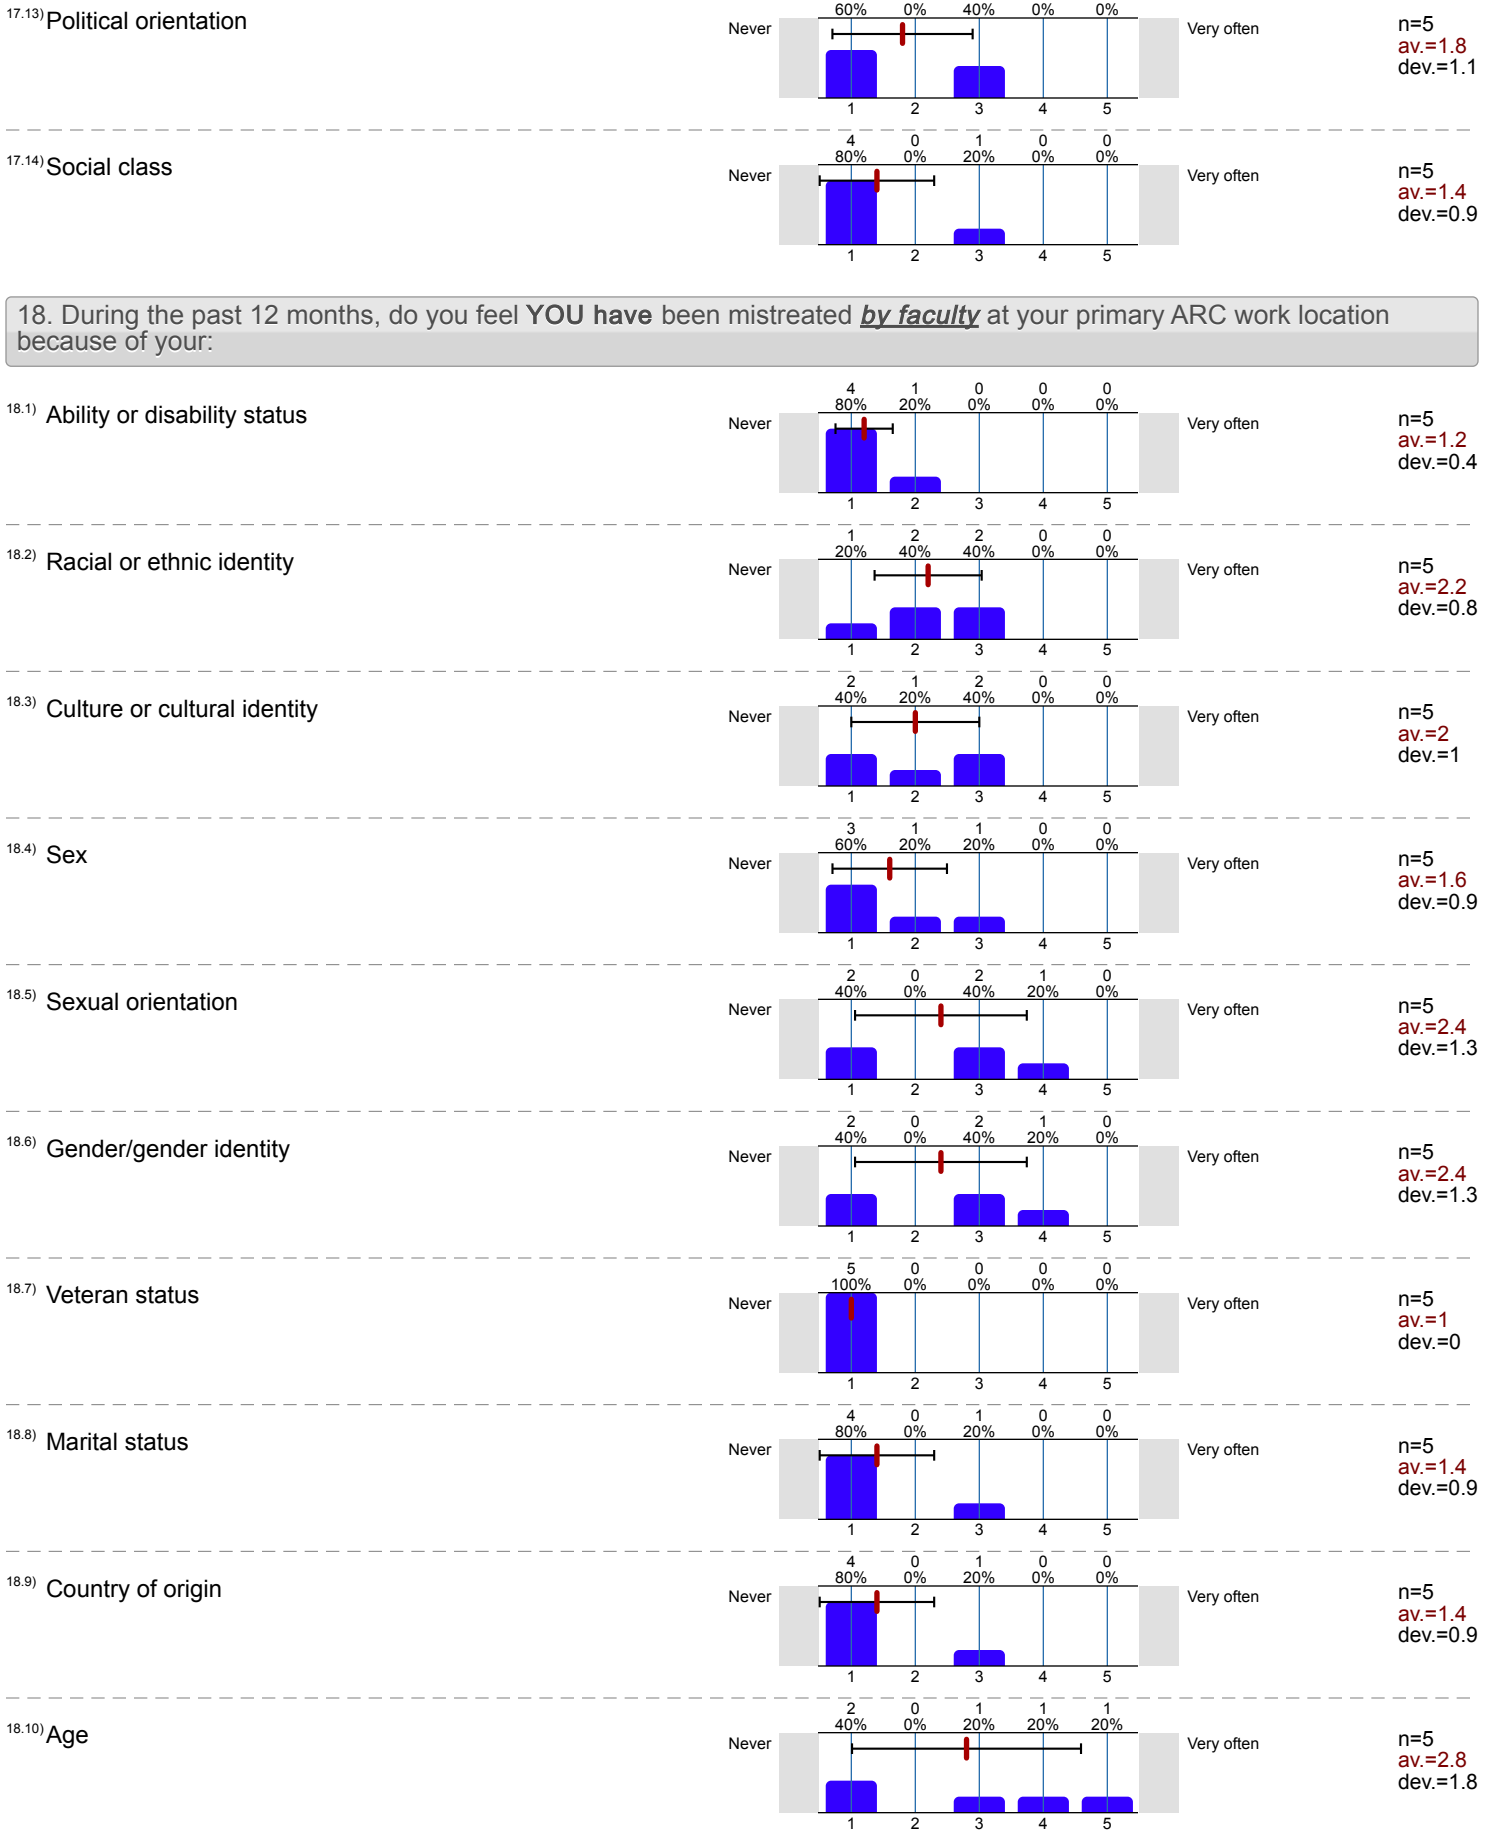 60% 0% 40% 0% 0%
17.13) Political orientation Never Very often n=5
av.=1.8
dev.=1.1
1 2 3 4 5
4 0 1 0 0
80% 0% 20% 0% 0%
17.14) Social class Never Very often n=5
av.=1.4
dev.=0.9
1 2 3 4 5
18. During the past 12 months, do you feel YOU have been mistreated by faculty at your primary ARC work location
because of your:
4 1 0 0 0
80% 20% 0% 0% 0%
18.1) Ability or disability status Never Very often n=5
av.=1.2
dev.=0.4
1 2 3 4 5
1 2 2 0 0
20% 40% 40% 0% 0%
18.2) Racial or ethnic identity Never Very often n=5
av.=2.2
dev.=0.8
1 2 3 4 5
2 1 2 0 0
40% 20% 40% 0% 0%
18.3) Culture or cultural identity Never Very often n=5
av.=2
dev.=1
1 2 3 4 5
3 1 1 0 0
60% 20% 20% 0% 0%
18.4) Sex Never Very often n=5
av.=1.6
dev.=0.9
1 2 3 4 5
2 0 2 1 0
40% 0% 40% 20% 0%
18.5) Sexual orientation Never Very often n=5
av.=2.4
dev.=1.3
1 2 3 4 5
2 0 2 1 0
40% 0% 40% 20% 0%
18.6) Gender/gender identity Never Very often n=5
av.=2.4
dev.=1.3
1 2 3 4 5
5 0 0 0 0
100% 0% 0% 0% 0%
18.7) Veteran status Never Very often n=5
av.=1
dev.=0
1 2 3 4 5
4 0 1 0 0
80% 0% 20% 0% 0%
18.8) Marital status Never Very often n=5
av.=1.4
dev.=0.9
1 2 3 4 5
4 0 1 0 0
80% 0% 20% 0% 0%
18.9) Country of origin Never Very often n=5
av.=1.4
dev.=0.9
1 2 3 4 5
2 0 1 1 1
40% 0% 20% 20% 20%
18.10) Age Never Very often n=5
av.=2.8
dev.=1.8
1 2 3 4 5